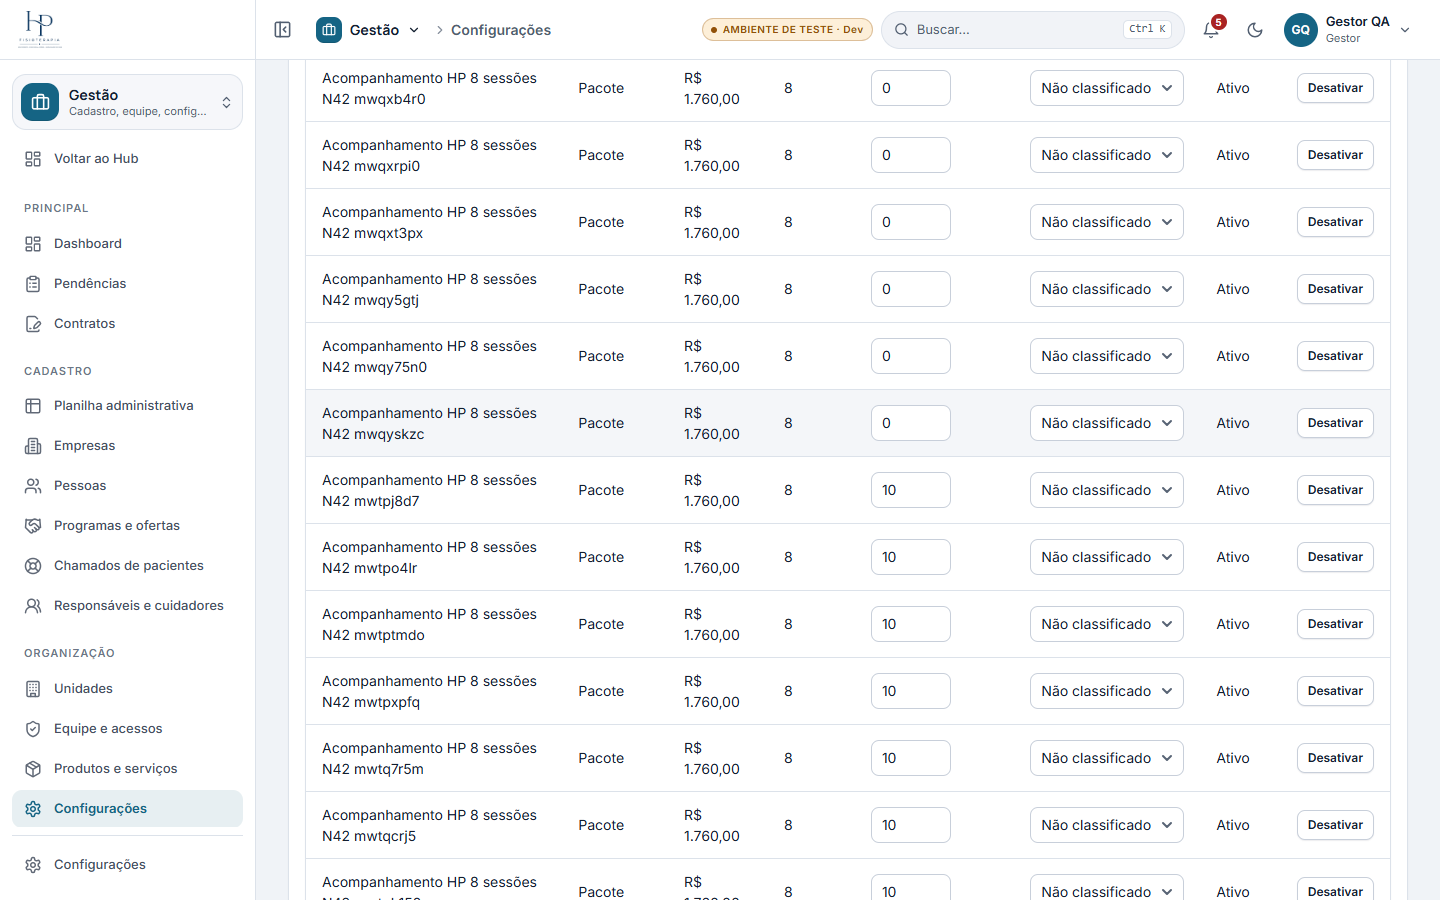 HP
FISIOTERAPIA
Gestão
Configurações
AMBIENTE DE TESTE · Dev
Buscar...
Ctrl K
5
GQ
Gestor QA
Gestor
Gestão
Cadastro, equipe, config...
Voltar ao Hub
PRINCIPAL
Dashboard
Pendências
Contratos
CADASTRO
Planilha administrativa
Empresas
Pessoas
Programas e ofertas
Chamados de pacientes
Responsáveis e cuidadores
ORGANIZAÇÃO
Unidades
Equipe e acessos
Produtos e serviços
Configurações
Configurações
Acompanhamento HP 8 sessões
N42 mwqxb4r0
Pacote
R$
1.760,00
8
0
Não classificado
Ativo
Desativar
Acompanhamento HP 8 sessões
N42 mwqxrpi0
Pacote
R$
1.760,00
8
0
Não classificado
Ativo
Desativar
Acompanhamento HP 8 sessões
N42 mwqxt3px
Pacote
R$
1.760,00
8
0
Não classificado
Ativo
Desativar
Acompanhamento HP 8 sessões
N42 mwqy5gtj
Pacote
R$
1.760,00
8
0
Não classificado
Ativo
Desativar
Acompanhamento HP 8 sessões
N42 mwqy75n0
Pacote
R$
1.760,00
8
0
Não classificado
Ativo
Desativar
Acompanhamento HP 8 sessões
N42 mwqyskzc
Pacote
R$
1.760,00
8
0
Não classificado
Ativo
Desativar
Acompanhamento HP 8 sessões
N42 mwtpj8d7
Pacote
R$
1.760,00
8
10
Não classificado
Ativo
Desativar
Acompanhamento HP 8 sessões
N42 mwtpo4lr
Pacote
R$
1.760,00
8
10
Não classificado
Ativo
Desativar
Acompanhamento HP 8 sessões
N42 mwtptmdo
Pacote
R$
1.760,00
8
10
Não classificado
Ativo
Desativar
Acompanhamento HP 8 sessões
N42 mwtpxpfq
Pacote
R$
1.760,00
8
10
Não classificado
Ativo
Desativar
Acompanhamento HP 8 sessões
N42 mwtq7r5m
Pacote
R$
1.760,00
8
10
Não classificado
Ativo
Desativar
Acompanhamento HP 8 sessões
N42 mwtqcrj5
Pacote
R$
1.760,00
8
10
Não classificado
Ativo
Desativar
Acompanhamento HP 8 sessões
Pacote
R$
8
10
Não classificado
Ativo
Desativar